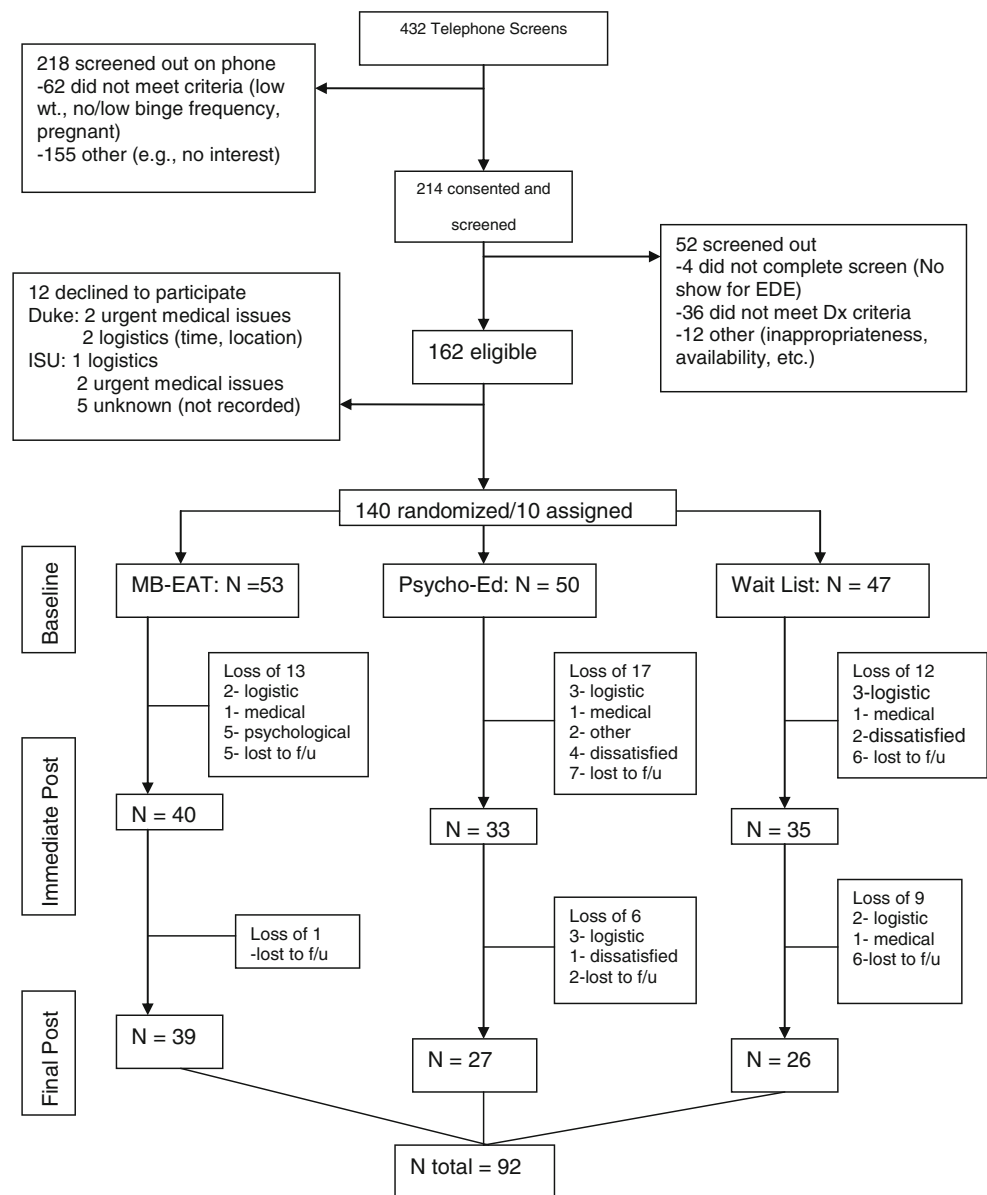 432 Telephone Screens
218 screened out on phone
-62 did not meet criteria (low
wt., no/low binge frequency,
pregnant)
-155 other (e.g., no interest)
214 consented and
screened
52 screened out
-4 did not complete screen (No
show for EDE)
-36 did not meet Dx criteria
-12 other (inappropriateness,
availability, etc.)
12 declined to participate
Duke: 2 urgent medical issues
2 logistics (time, location)
ISU: 1 logistics
2 urgent medical issues
5 unknown (not recorded)
162 eligible
140 randomized/10 assigned
Baseline
MB-EAT: N =53
Psycho-Ed: N = 50
Wait List: N = 47
Loss of 13
2- logistic
1- medical
5- psychological
5- lost to f/u
Loss of 17
3- logistic
1- medical
2- other
4- dissatisfied
7- lost to f/u
Loss of 12
3-logistic
1- medical
2-dissatisfied
6- lost to f/u
Immediate Post
N = 40
N = 33
N = 35
Loss of 1
-lost to f/u
Loss of 6
3- logistic
1- dissatisfied
2-lost to f/u
Loss of 9
2- logistic
1- medical
6-lost to f/u
Final Post
N = 39
N = 27
N = 26
N total = 92